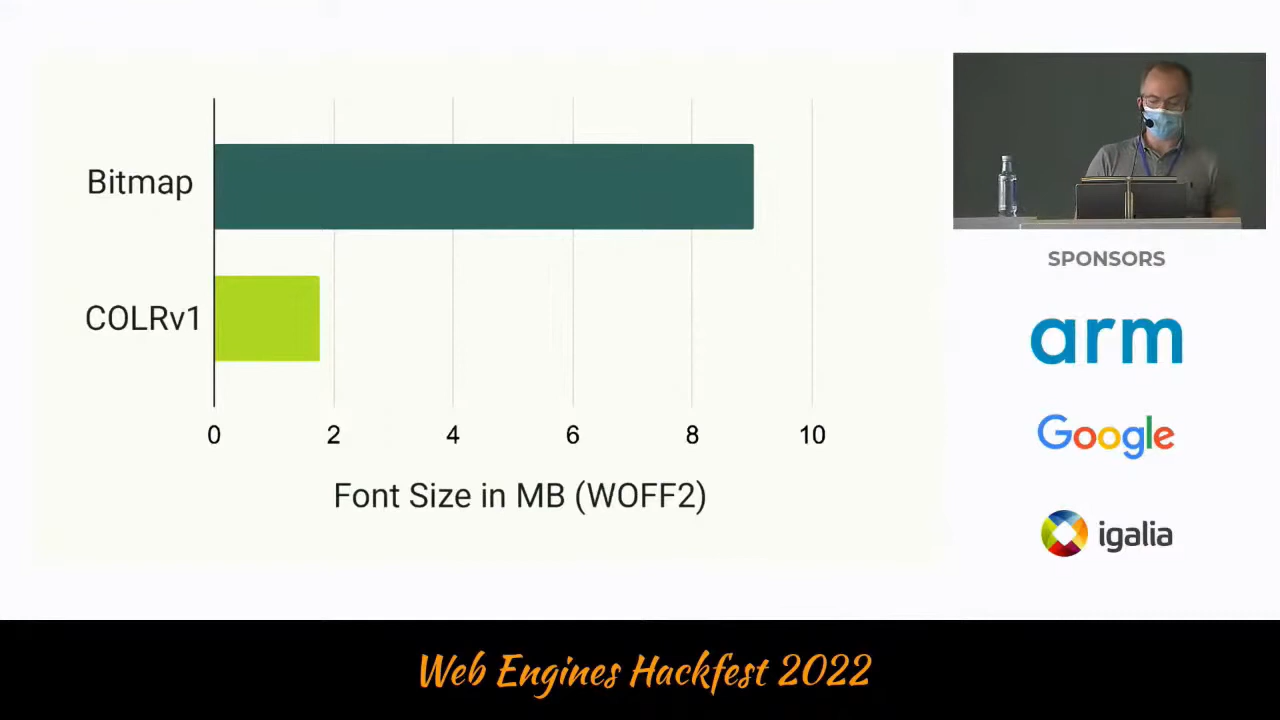 Bitmap
COLRv1
0 2 4 6 8 10
Font Size in MB (WOFF2)
SPONSORS
arm
Google
igalia
Web Engines Hackfest 2022